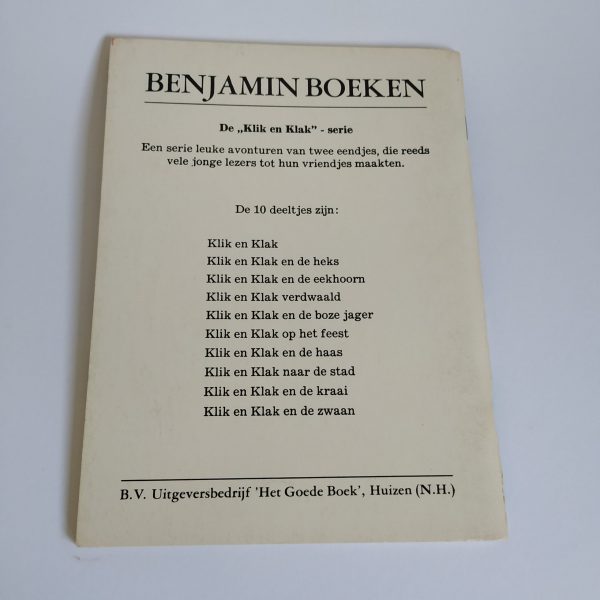 BENJAMIN BOEKEN
De „Klik en Klak” - serie
Een serie leuke avonturen van twee eendjes, die reeds
vele jonge lezers tot hun vriendjes maakten.
De 10 deeltjes zijn:
Klik en Klak
Klik en Klak en de heks
Klik en Klak en de eekhoorn
Klik en Klak verdwaald
Klik en Klak en de boze jager
Klik en Klak op het feest
Klik en Klak en de haas
Klik en Klak naar de stad
Klik en Klak en de kraai
Klik en Klak en de zwaan
B.V. Uitgeversbedrijf 'Het Goede Boek', Huizen (N.H.)